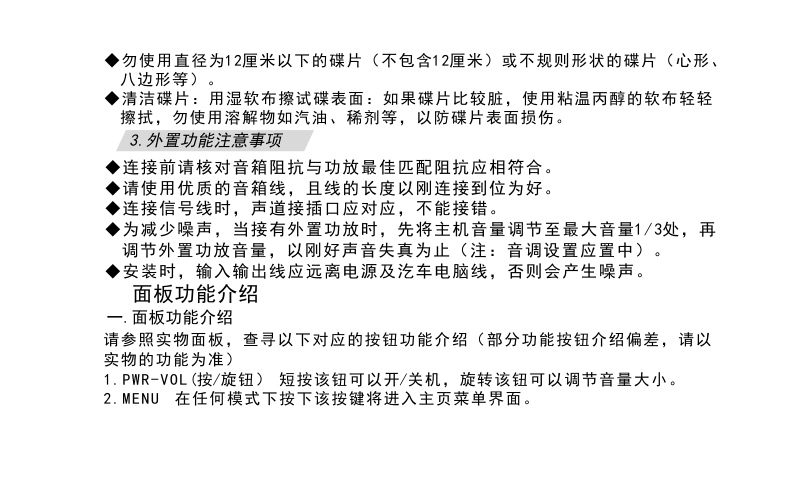 ◆勿使用直径为12厘米以下的碟片（不包含12厘米）或不规则形状的碟片（心形、
八边形等）。
◆清洁碟片：用湿软布擦试碟表面：如果碟片比较脏，使用粘温丙醇的软布轻轻
擦拭，勿使用溶解物如汽油、稀剂等，以防碟片表面损伤。
3.外置功能注意事项
◆连接前请核对音箱阻抗与功放最佳匹配阻抗应相符合。
◆请使用优质的音箱线，且线的长度以刚连接到位为好。
◆连接信号线时，声道接插口应对应，不能接错。
◆为减少噪声，当接有外置功放时，先将主机音量调节至最大音量1/3处，再
调节外置功放音量，以刚好声音失真为止（注：音调设置应置中）。
◆安装时，输入输出线应远离电源及汔车电脑线，否则会产生噪声。
面板功能介绍
一.面板功能介绍
请参照实物面板，查寻以下对应的按钮功能介绍（部分功能按钮介绍偏差，请以
实物的功能为准）
1.PWR-VOL(按/旋钮） 短按该钮可以开/关机，旋转该钮可以调节音量大小。
2.MENU 在任何模式下按下该按键将进入主页菜单界面。